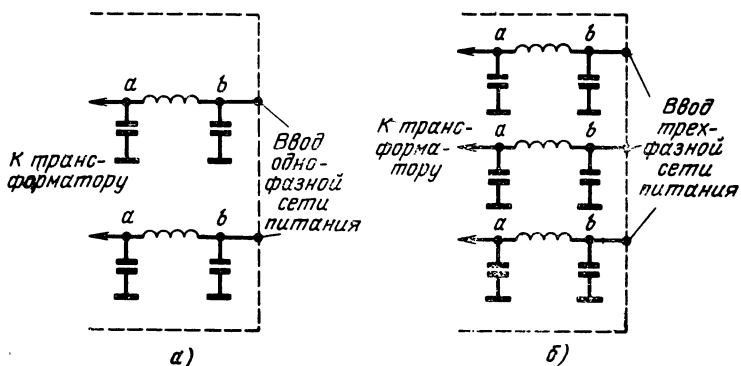 a b
К транс-
форматору
Ввод
одно-
фазной
сети
питания
a b
а)
a b
К транс-
форма-
тору
a b
Ввод
трех-
фазной
сети
питания
a b
б)